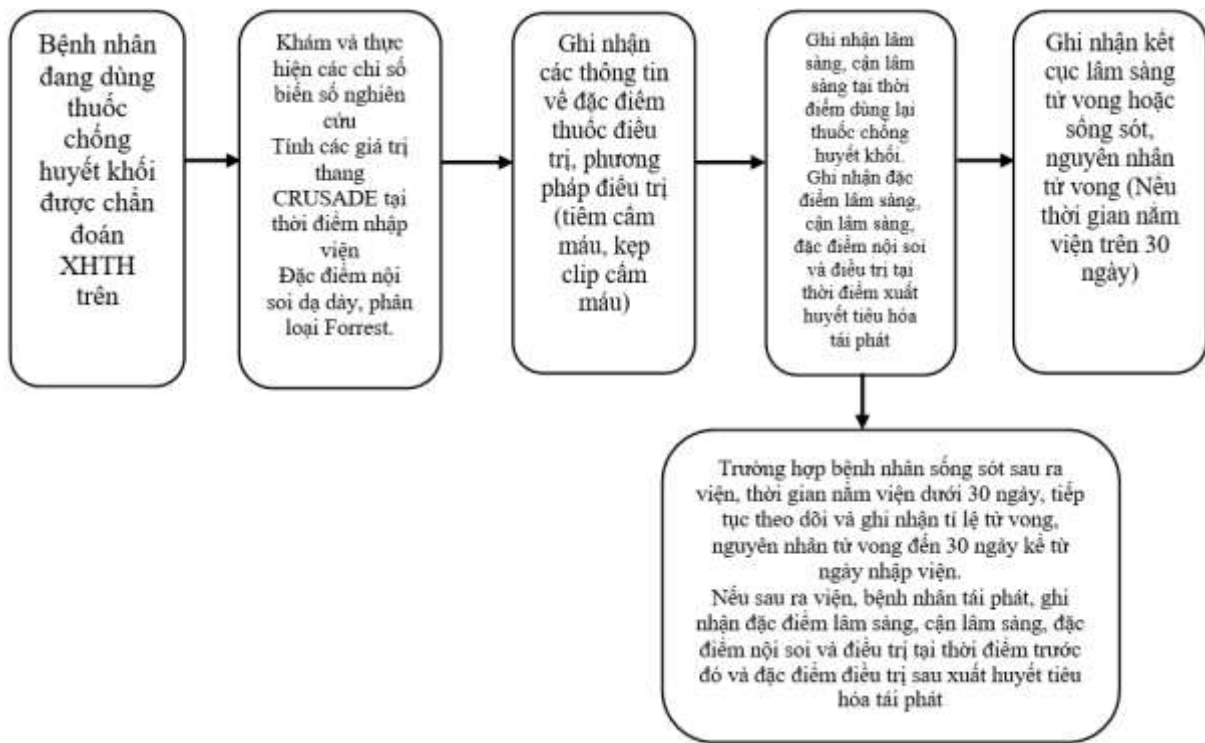 Bệnh nhân
đang dùng
thuốc
chống
huyết khối
được chẩn
đoán
XHTH
trên
Khám và thực
hiện các chỉ số
biến số nghiên
cứu
Tính các giá trị
thang
CRUSADE tại
thời điểm nhập
viện
Đặc điểm nội
soi dạ dày, phân
loại Forrest.
Ghi nhận
các thông tin
về đặc điểm
thuốc điều
trị, phương
pháp điều trị
(tiêm cầm
máu, kẹp
clip cầm
máu)
Ghi nhận lâm
sàng, cận lâm
sàng tại thời
điểm dùng lại
thuốc chống
huyết khối.
Ghi nhận đặc
điểm lâm sàng,
cận lâm sàng,
đặc điểm nội soi
và điều trị tại
thời điểm xuất
huyết tiêu hóa
tái phát
Ghi nhận kết
cục lâm sàng
tử vong hoặc
sống sót,
nguyên nhân
tử vong (Nếu
thời gian nằm
viện trên 30
ngày)
Trường hợp bệnh nhân sống sót sau ra
viện, thời gian nằm viện dưới 30 ngày, tiếp
tục theo dõi và ghi nhận tỉ lệ tử vong,
nguyên nhân tử vong đến 30 ngày kể từ
ngày nhập viện.
Nếu sau ra viện, bệnh nhân tái phát, ghi
nhận đặc điểm lâm sàng, cận lâm sàng, đặc
điểm nội soi và điều trị tại thời điểm trước
đó và đặc điểm điều trị sau xuất huyết tiêu
hóa tái phát